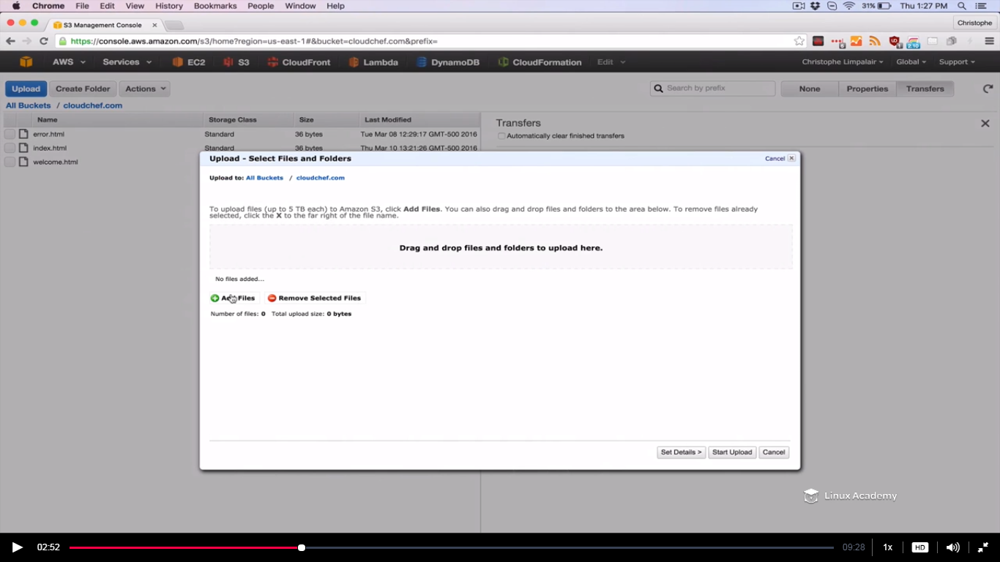 Chrome File Edit View History Bookmarks People Window Help 31% Thu 1:27 PM
S3 Management Console Christophe
https://console.aws.amazon.com/s3/home?region=us-east-1#&bucket=cloudchef.com&prefix=
AWS Services EC2 S3 CloudFront Lambda DynamoDB CloudFormation Edit Christophe Limpalair Global Support
Upload Create Folder Actions Search by prefix None Properties Transfers
All Buckets / cloudchef.com
Name Storage Class Size Last Modified Transfers
error.html Standard 36 bytes Tue Mar 08 12:29:17 GMT-500 2016 Automatically clear finished transfers
index.html Standard 36 bytes Thu Mar 10 13:21:26 GMT-500 2016
welcome.html
Upload - Select Files and Folders Cancel
Upload to: All Buckets / cloudchef.com
To upload files (up to 5 TB each) to Amazon S3, click Add Files. You can also drag and drop files and folders to the area below. To remove files already
selected, click the X to the far right of the file name.
Drag and drop files and folders to upload here.
No files added...
Add Files Remove Selected Files
Number of files: 0 Total upload size: 0 bytes
Set Details > Start Upload Cancel
Linux Academy
02:52 09:28 1x HD